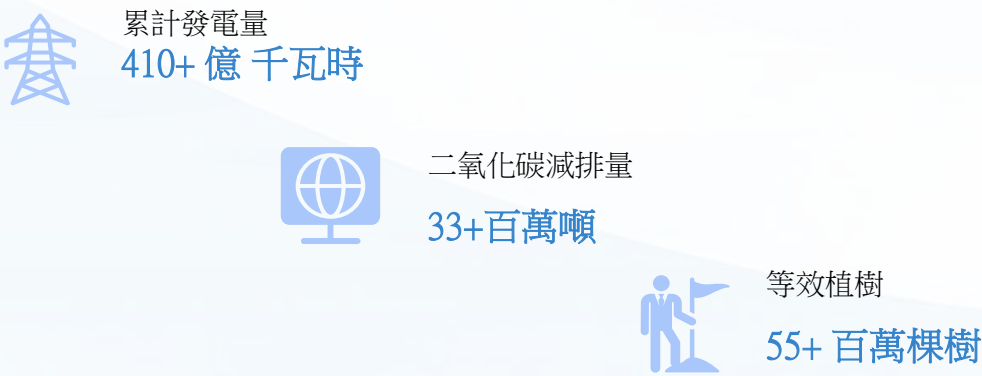 累計發電量
410+ 億 千瓦時
二氧化碳減排量
33+百萬噸
等效植樹
55+ 百萬棵樹